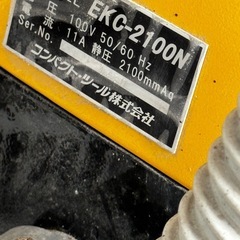 EL. EKC-2100N
圧 100V 50/60 Hz
電流 11A 静圧 2100mmAq
Ser.No.
コンパクト・ツール株式会社